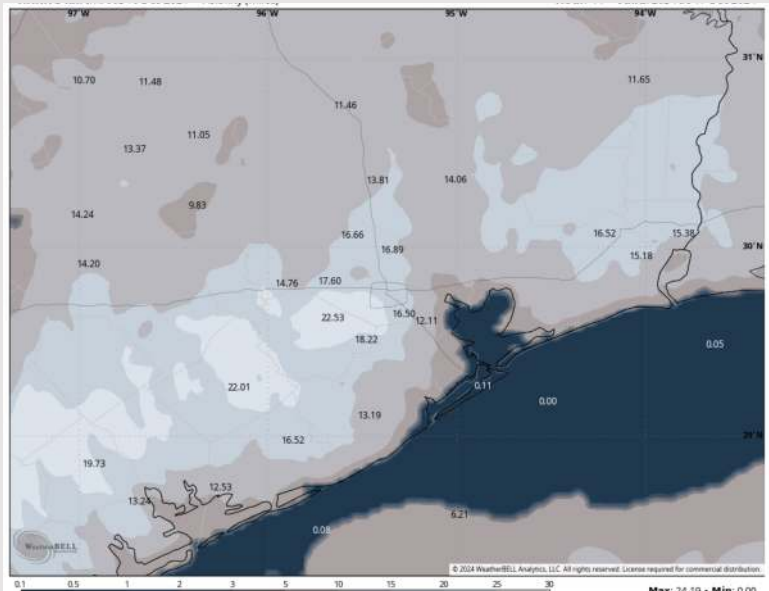 97°W 96°W 95°W 94°W
31°N
10.70 11.48 11.65
11.46
11.05
13.37
13.81 14.06
9.83
14.24
16.66 16.52 15.38
16.89 30°N
14.20 15.18
14.76 17.60
22.53 16.50 12.11
18.22 0.05
22.01 0.11
0.00
13.19
16.52 29°N
19.73
12.53
13.24
6.21
0.08
WeatherBELL
© 2024 WeatherBELL Analytics, LLC. All rights reserved. License required for commercial distribution.
0.1 0.5 1 2 3 5 10 15 20 25 30
Max: 24.19 • Min: 0.00